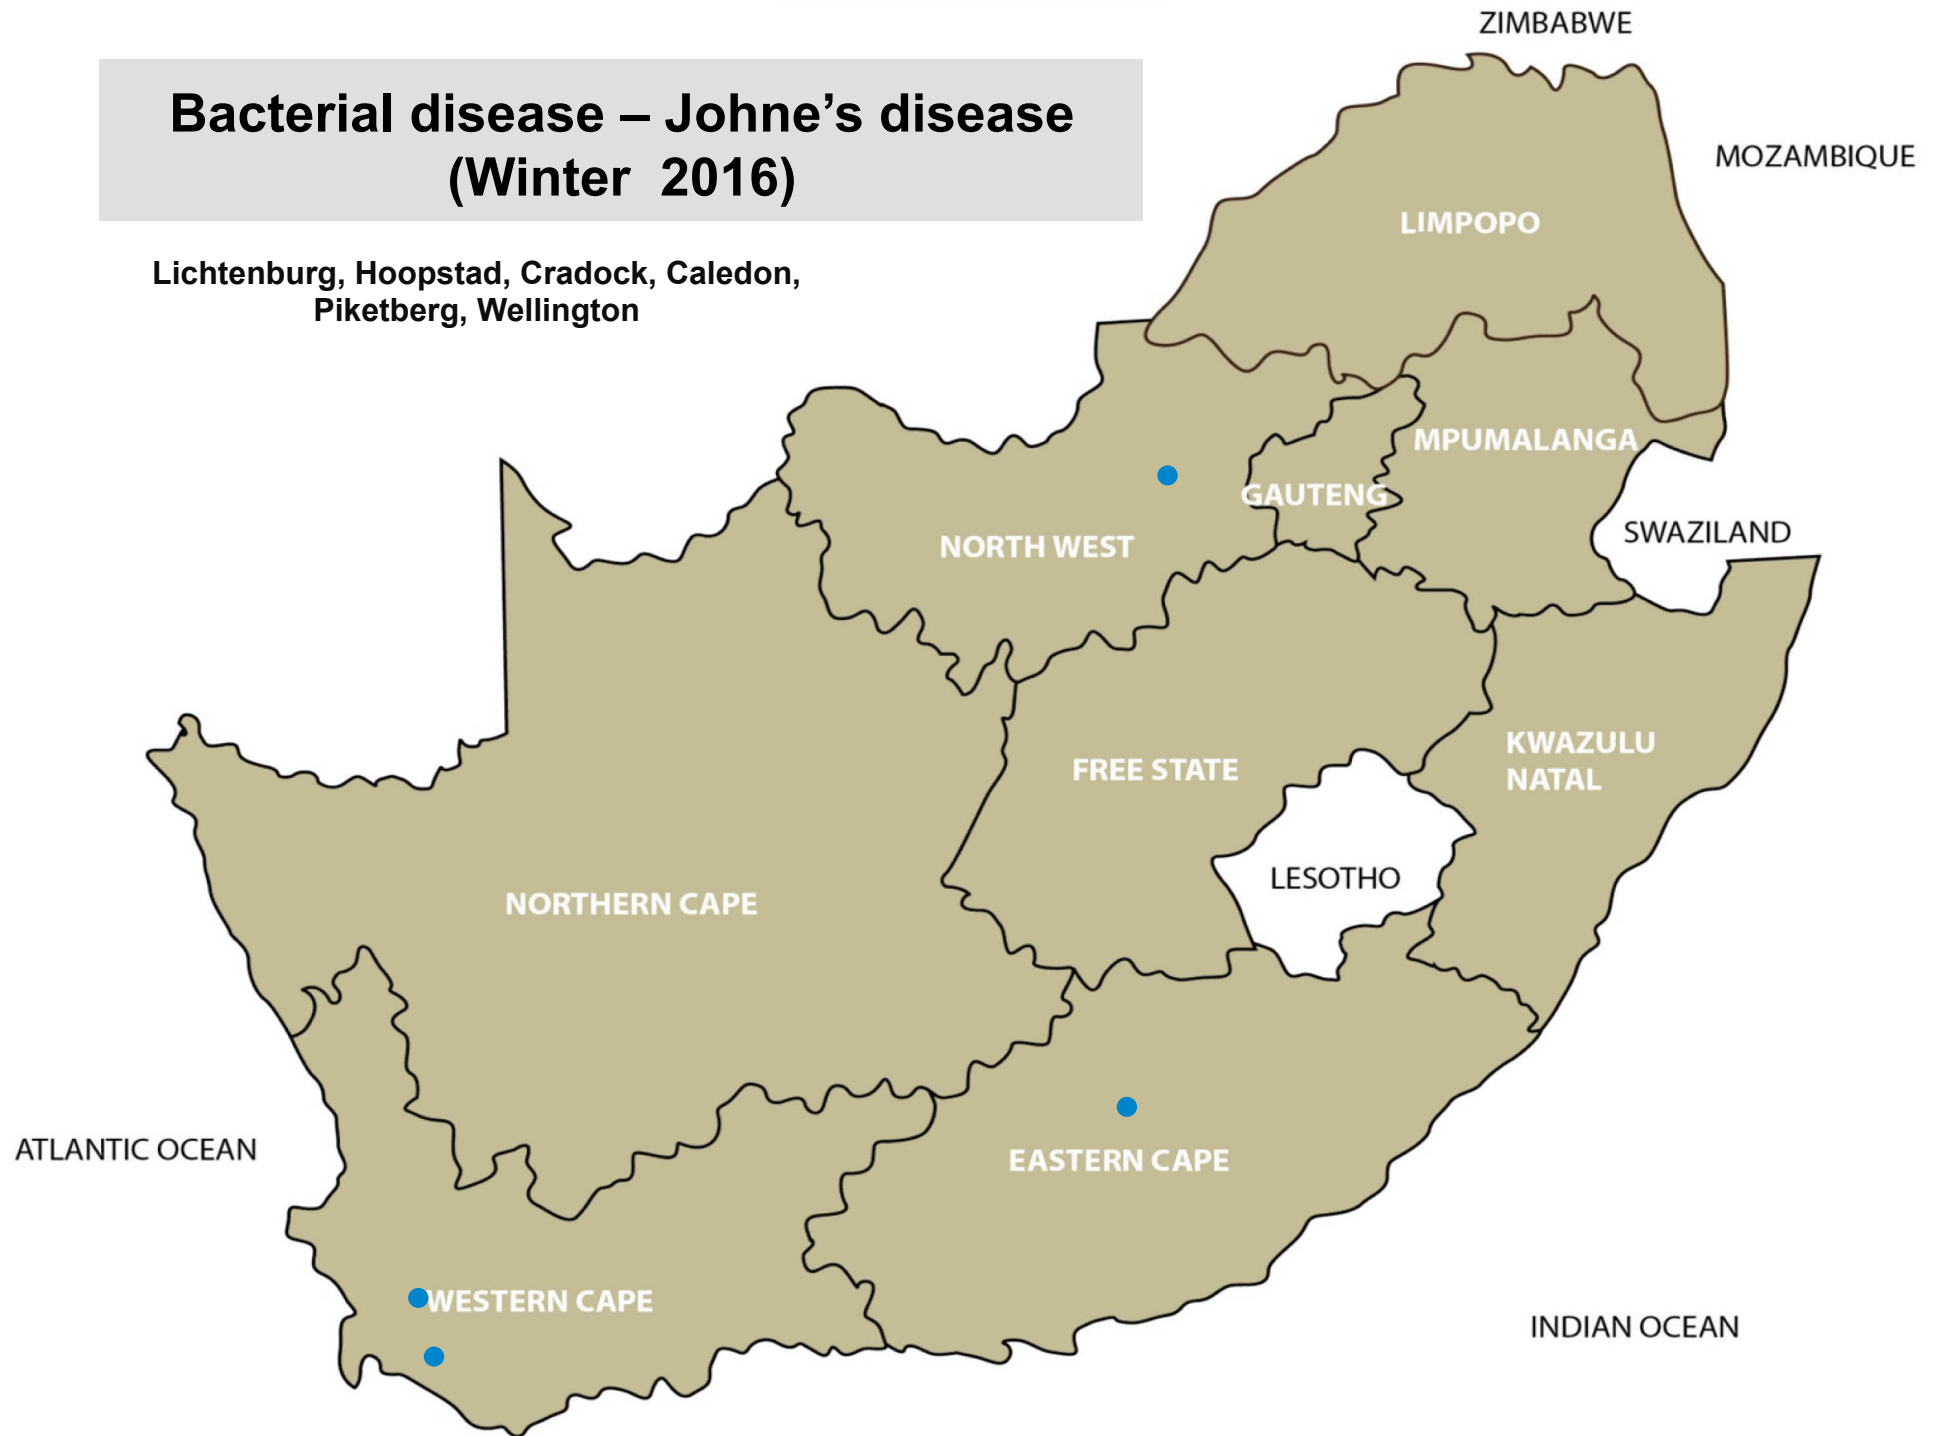 ZIMBABWE
Bacterial disease – Johne’s disease
(Winter  2016)
MOZAMBIQUE
LIMPOPO
Lichtenburg, Hoopstad, Cradock, Caledon,
Piketberg, Wellington
MPUMALANGA
GAUTENG
SWAZILAND
NORTH WEST
KWAZULU
NATAL
FREE STATE
LESOTHO
NORTHERN CAPE
ATLANTIC OCEAN
EASTERN CAPE
WESTERN CAPE
INDIAN OCEAN